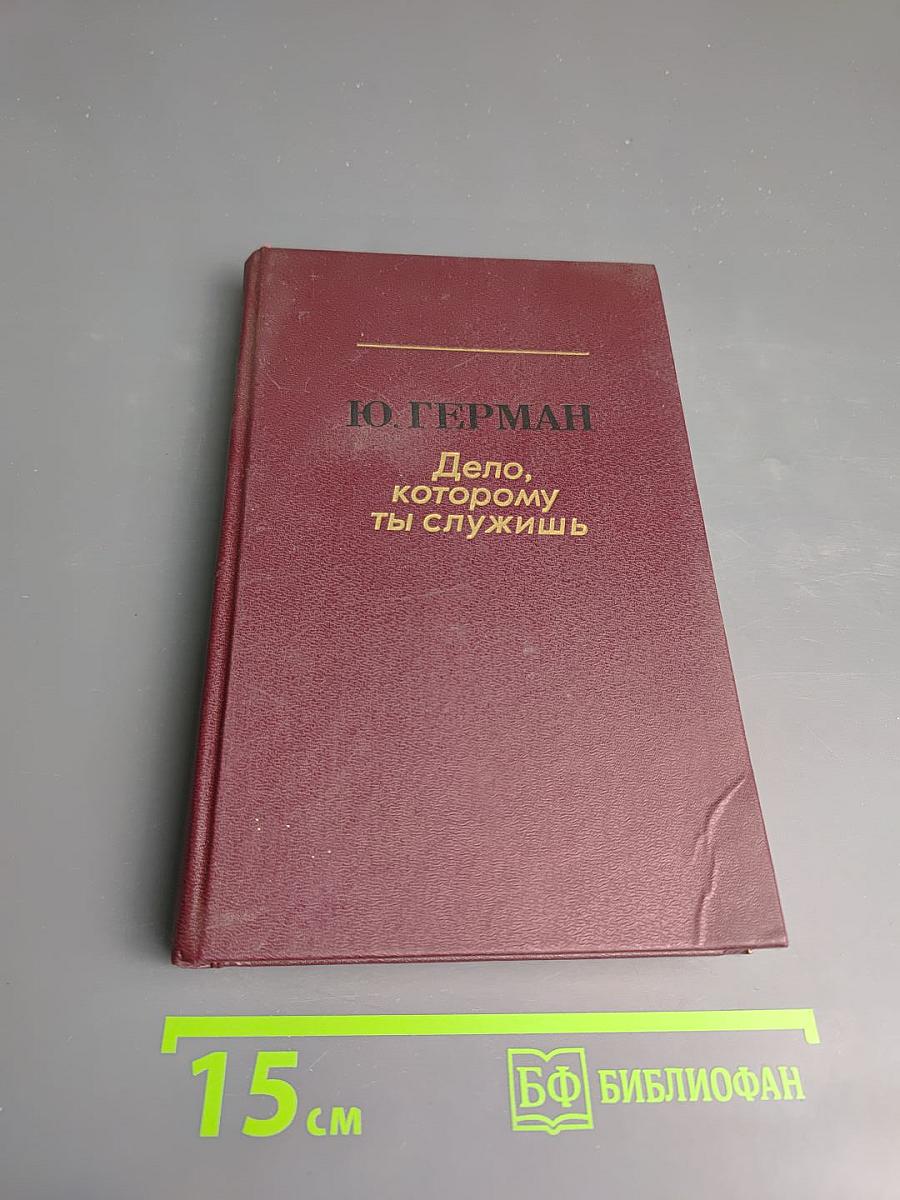 Ю. ГЕРМАН
Дело,
которому
ты служишь
15 см
БФ БИБЛИОФАН